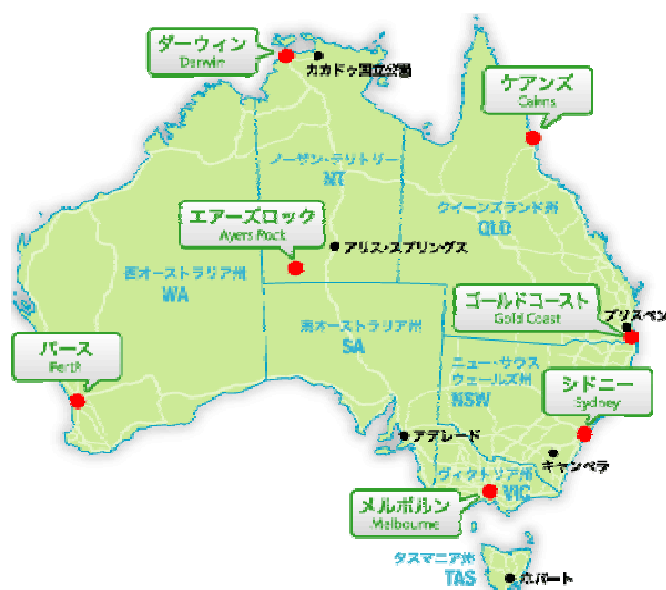 ダーウィン
Darwin
カカドゥ国立公園
ケアンズ
Cairns
ノーザン・テリトリー
NT
クイーンズランド州
QLD
エアーズロック
Ayers Rock
アリス・スプリングス
西オーストラリア州
WA
ゴールドコースト
Gold Coast
ブリスベン
南オーストラリア州
SA
パース
Perth
ニュー・サウス
ウェールズ州
NSW
シドニー
Sydney
アデレード
キャンベラ
ヴィクトリア州
VIC
メルボルン
Melbourne
タスマニア州
TAS
ホバート